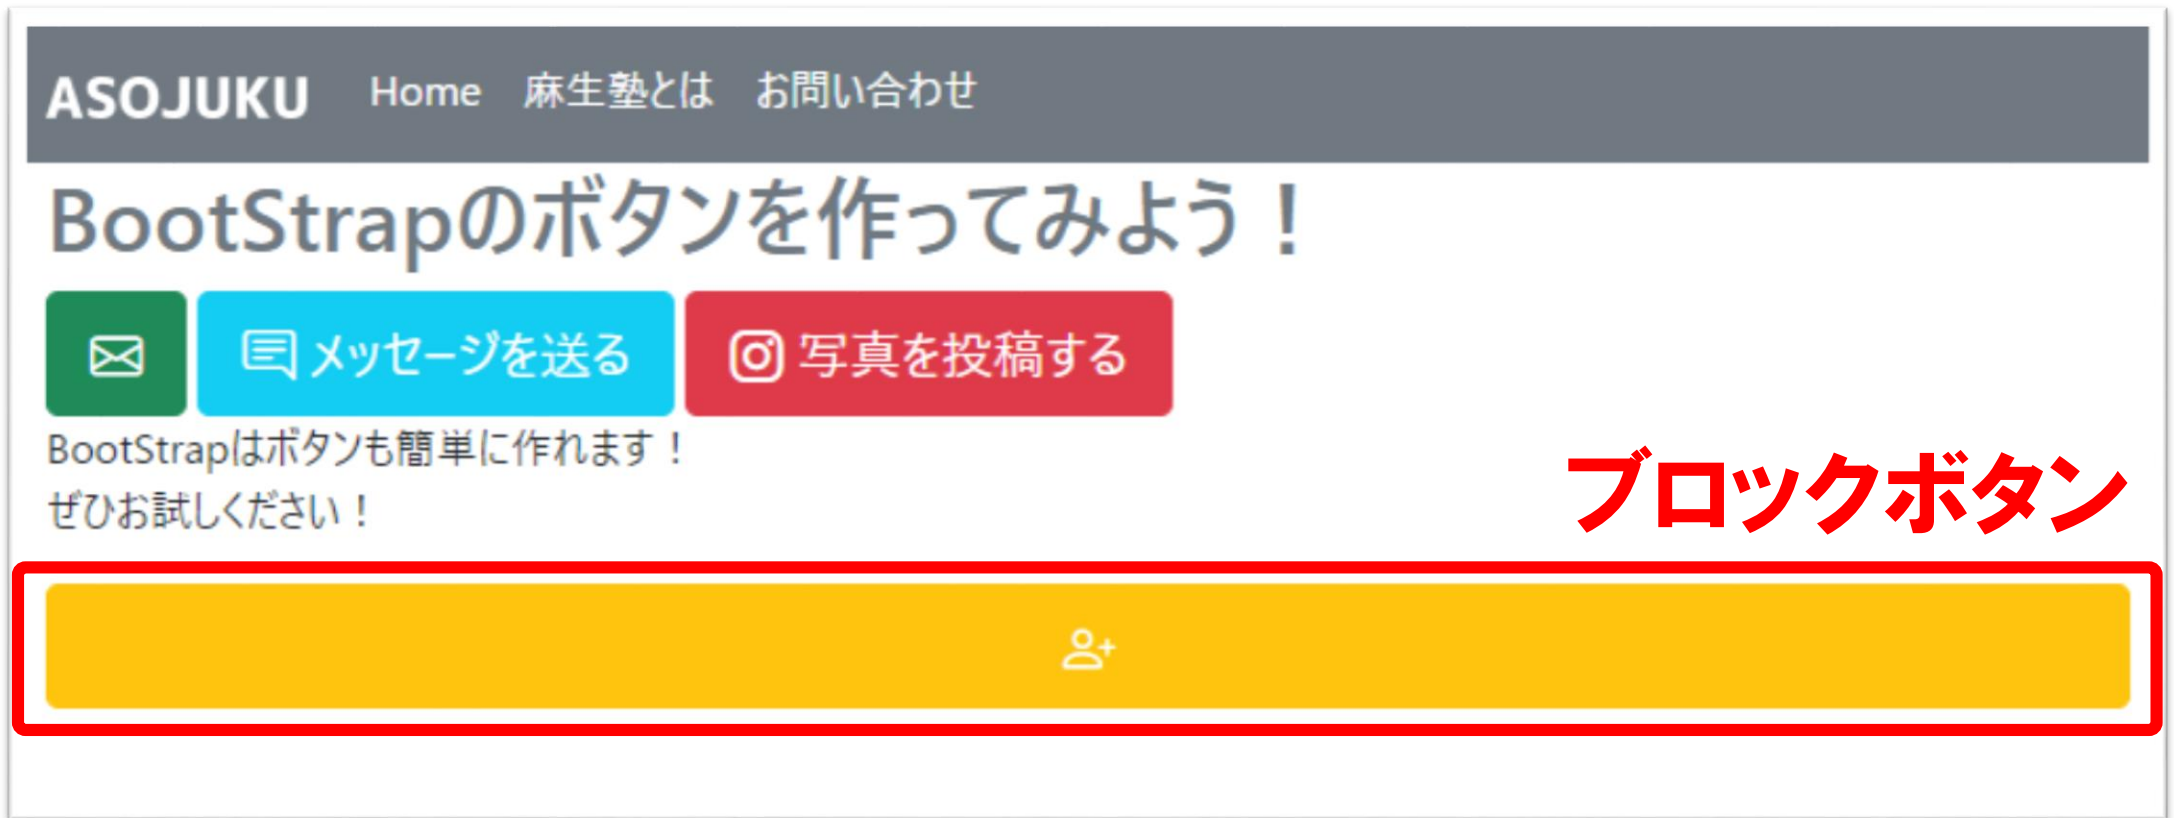 ASOJUKU Home 麻生塾とは お問い合わせ
BootStrapのボタンを作ってみよう！
メッセージを送る 写真を投稿する
BootStrapはボタンも簡単に作れます！
ぜひお試しください！
ブロックボタン